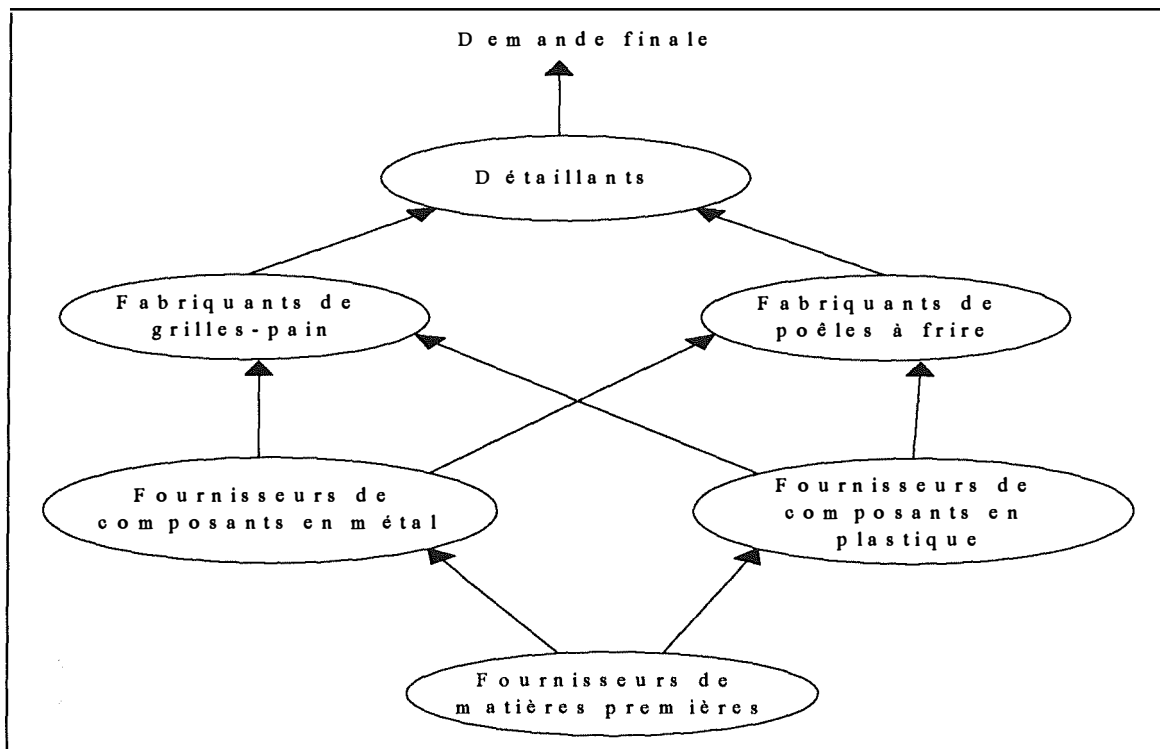 Demande finale
Détaillants
Fabriquants de
grilles-pain
Fabriquants de
poêles à frire
Fournisseurs de
composants en métal
Fournisseurs de
composants en
plastique
Fournisseurs de
matières premières